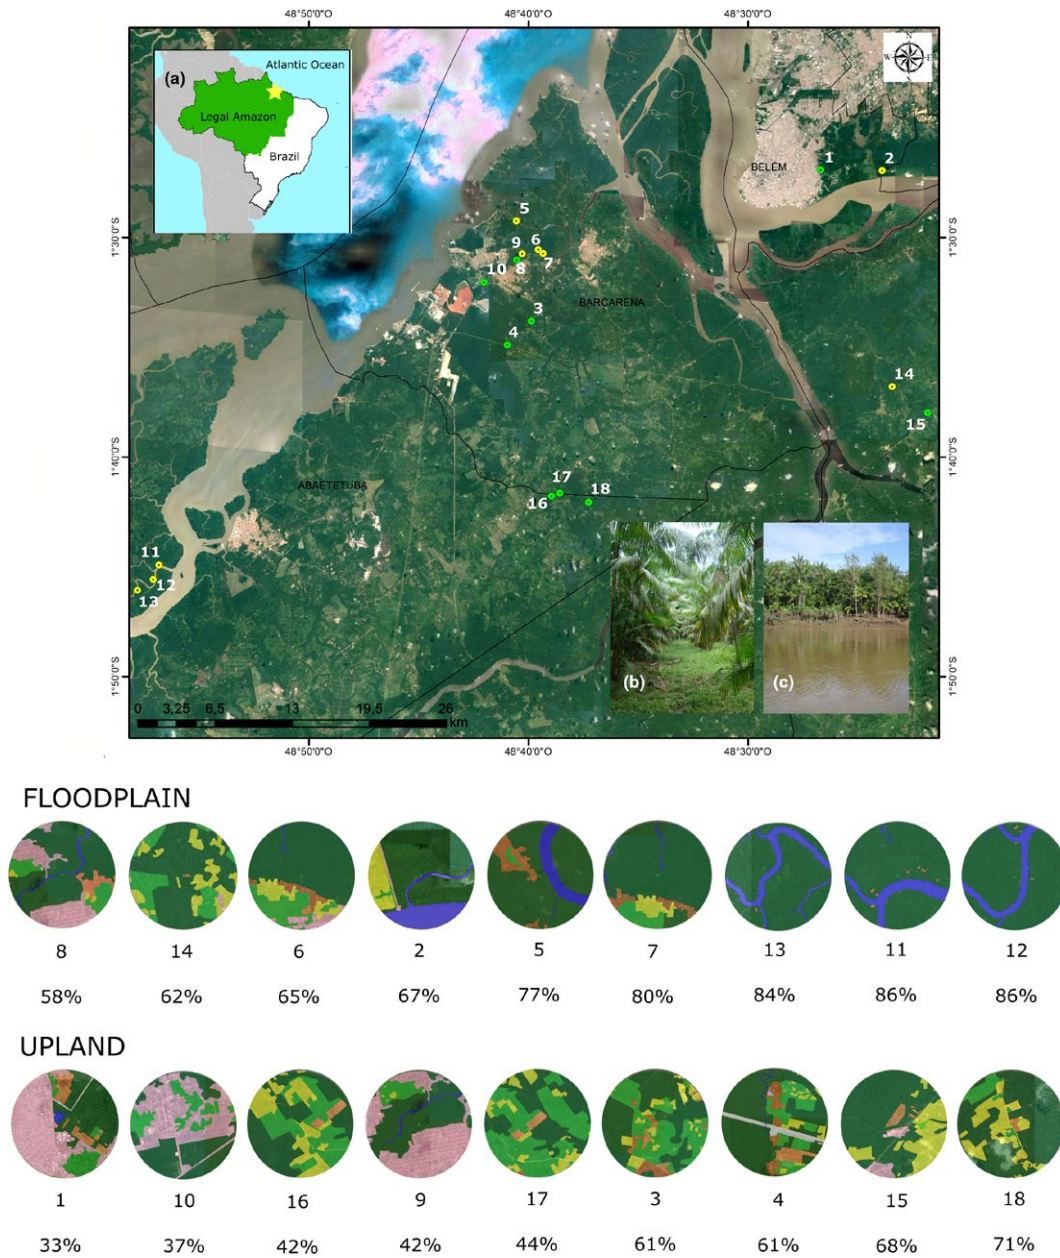 48°50'0"O 48°40'0"O 48°30'0"O
(a)
Atlantic Ocean
Legal Amazon
Brazil
N
W E
S
BELÉM
1
2
5
1°30'0"S 1°30'0"S
9 6
8 7
10
BARCARENA
3
4
14
15
1°40'0"S 1°40'0"S
ABAETETUBA
17
16 18
11
12
13
(b) (c)
1°50'0"S 1°50'0"S
0 3,25 6,5 13 19,5 26
km
48°50'0"O 48°40'0"O 48°30'0"O
FLOODPLAIN
8 14 6 2 5 7 13 11 12
58% 62% 65% 67% 77% 80% 84% 86% 86%
UPLAND
1 10 16 9 17 3 4 15 18
33% 37% 42% 42% 44% 61% 61% 68% 71%